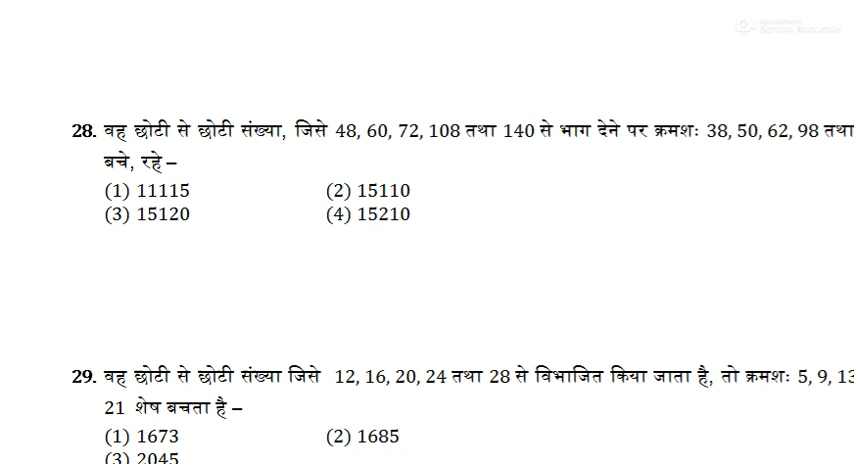 28. वह छोटी से छोटी संख्या, जिसे 48, 60, 72, 108 तथा 140 से भाग देने पर क्रमशः 38, 50, 62, 98 तथा
बचे, रहे –
(1) 11115 (2) 15110
(3) 15120 (4) 15210
29. वह छोटी से छोटी संख्या जिसे 12, 16, 20, 24 तथा 28 से विभाजित किया जाता है, तो क्रमशः 5, 9, 13
21 शेष बचता है –
(1) 1673 (2) 1685
(3) 2045